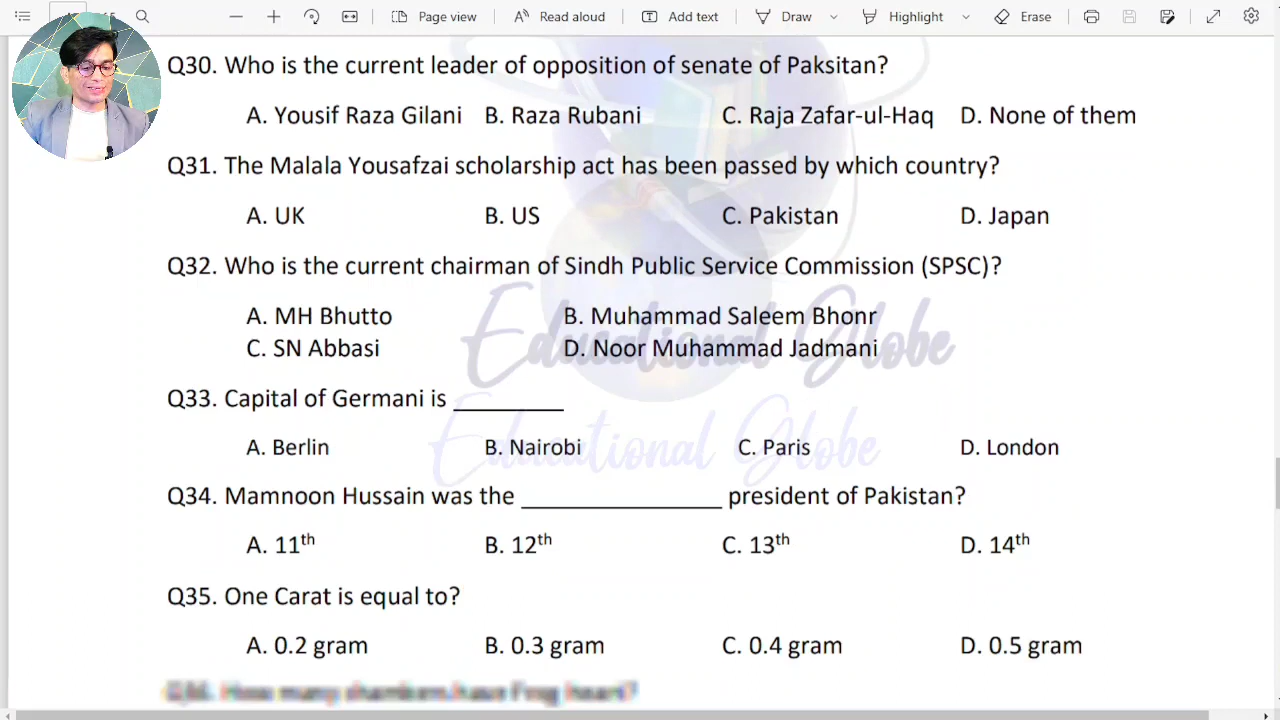 Page view
Read aloud
Add text
Draw
Highlight
Erase
Q30. Who is the current leader of opposition of senate of Paksitan?
A. Yousif Raza Gilani B. Raza Rubani C. Raja Zafar-ul-Haq D. None of them
Q31. The Malala Yousafzai scholarship act has been passed by which country?
A. UK B. US C. Pakistan D. Japan
Q32. Who is the current chairman of Sindh Public Service Commission (SPSC)?
A. MH Bhutto B. Muhammad Saleem Bhonr
C. SN Abbasi D. Noor Muhammad Jadmani
Educational Globe
Q33. Capital of Germani is ________
A. Berlin B. Nairobi C. Paris D. London
Educational Globe
Q34. Mamnoon Hussain was the ______________ president of Pakistan?
A. 11th B. 12th C. 13th D. 14th
Q35. One Carat is equal to?
A. 0.2 gram B. 0.3 gram C. 0.4 gram D. 0.5 gram